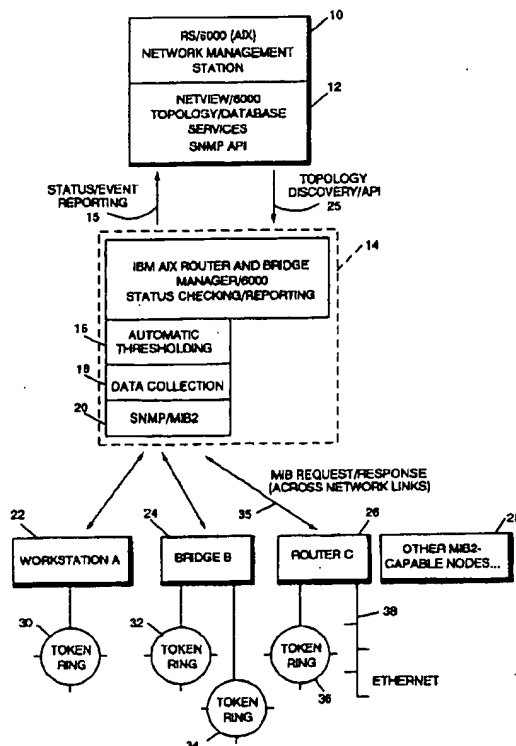 10
RS/6000 (AIX)
NETWORK MANAGEMENT
STATION
12
NETVIEW/6000
TOPOLOGY/DATABASE
SERVICES
SNMP API
STATUS/EVENT
REPORTING
15
TOPOLOGY
DISCOVERY/API
25
14
IBM AIX ROUTER AND BRIDGE
MANAGER/6000
STATUS CHECKING/REPORTING
16
AUTOMATIC
THRESHOLDING
18
DATA COLLECTION
20
SNMP/MIB2
MIB REQUEST/RESPONSE
(ACROSS NETWORK LINKS)
35
22
WORKSTATION A
24
BRIDGE B
26
ROUTER C
OTHER MIB2-
CAPABLE NODES...
30
TOKEN
RING
32
TOKEN
RING
TOKEN
RING
36
38
ETHERNET
TOKEN
RING
34